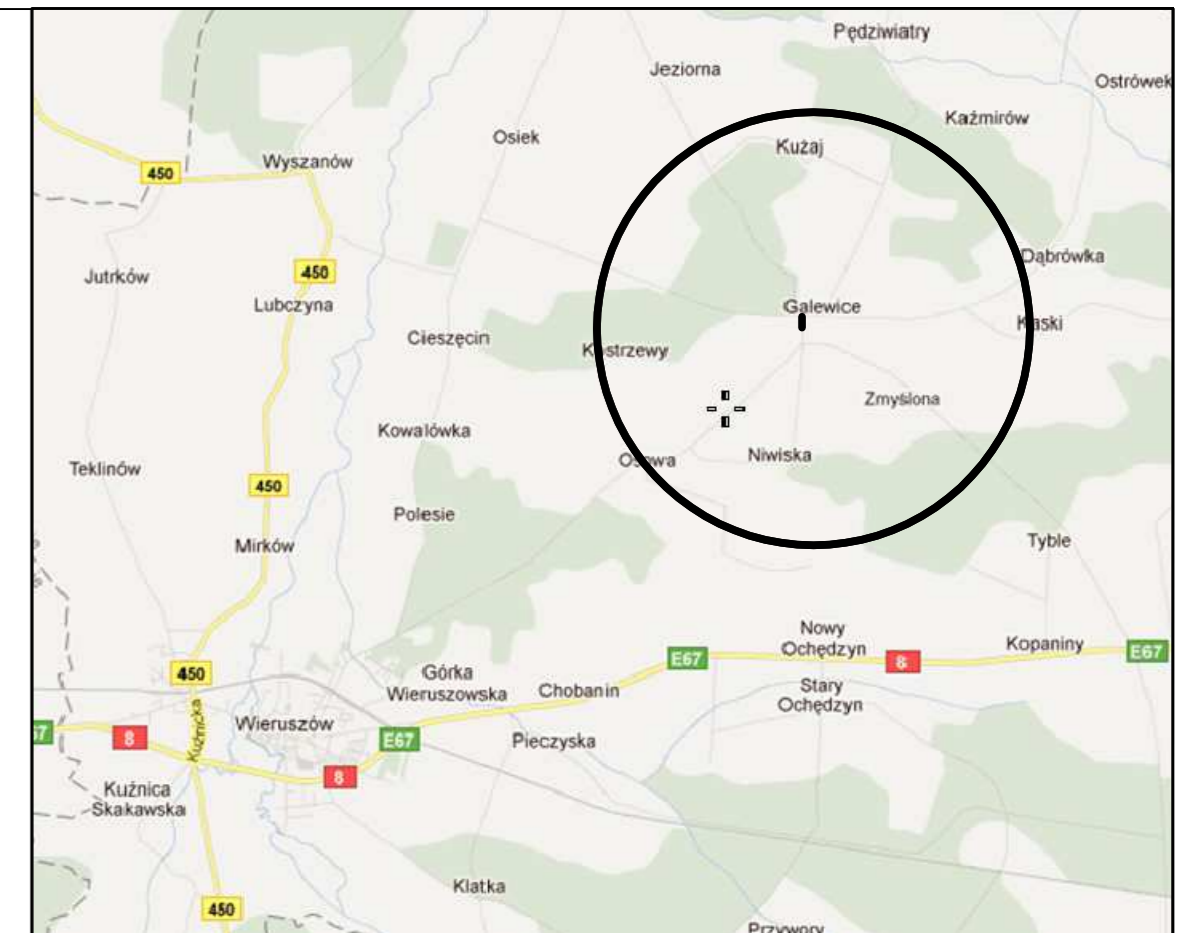 Pędziwiatry
Jeziorna
Ostrówek
Kaźmirów
Osiek
Kużaj
Wyszanów
450
Dąbrówka
450
Jutrków
Lubczyna
Galewice
Kaski
Cieszęcin
Kostrzewy
Zmyślona
Kowalówka
Niwiska
Osowa
Teklinów
450
Polesie
Mirków
Tyble
Nowy
Ochędzyn
Kopaniny
E67
8
E67
450
Górka
Wieruszowska
Chobanin
Stary
Ochędzyn
Kuźnicka
Wieruszów
67
8
E67
Pieczyska
8
Kuźnica
Skakawska
Klatka
450
Przywory